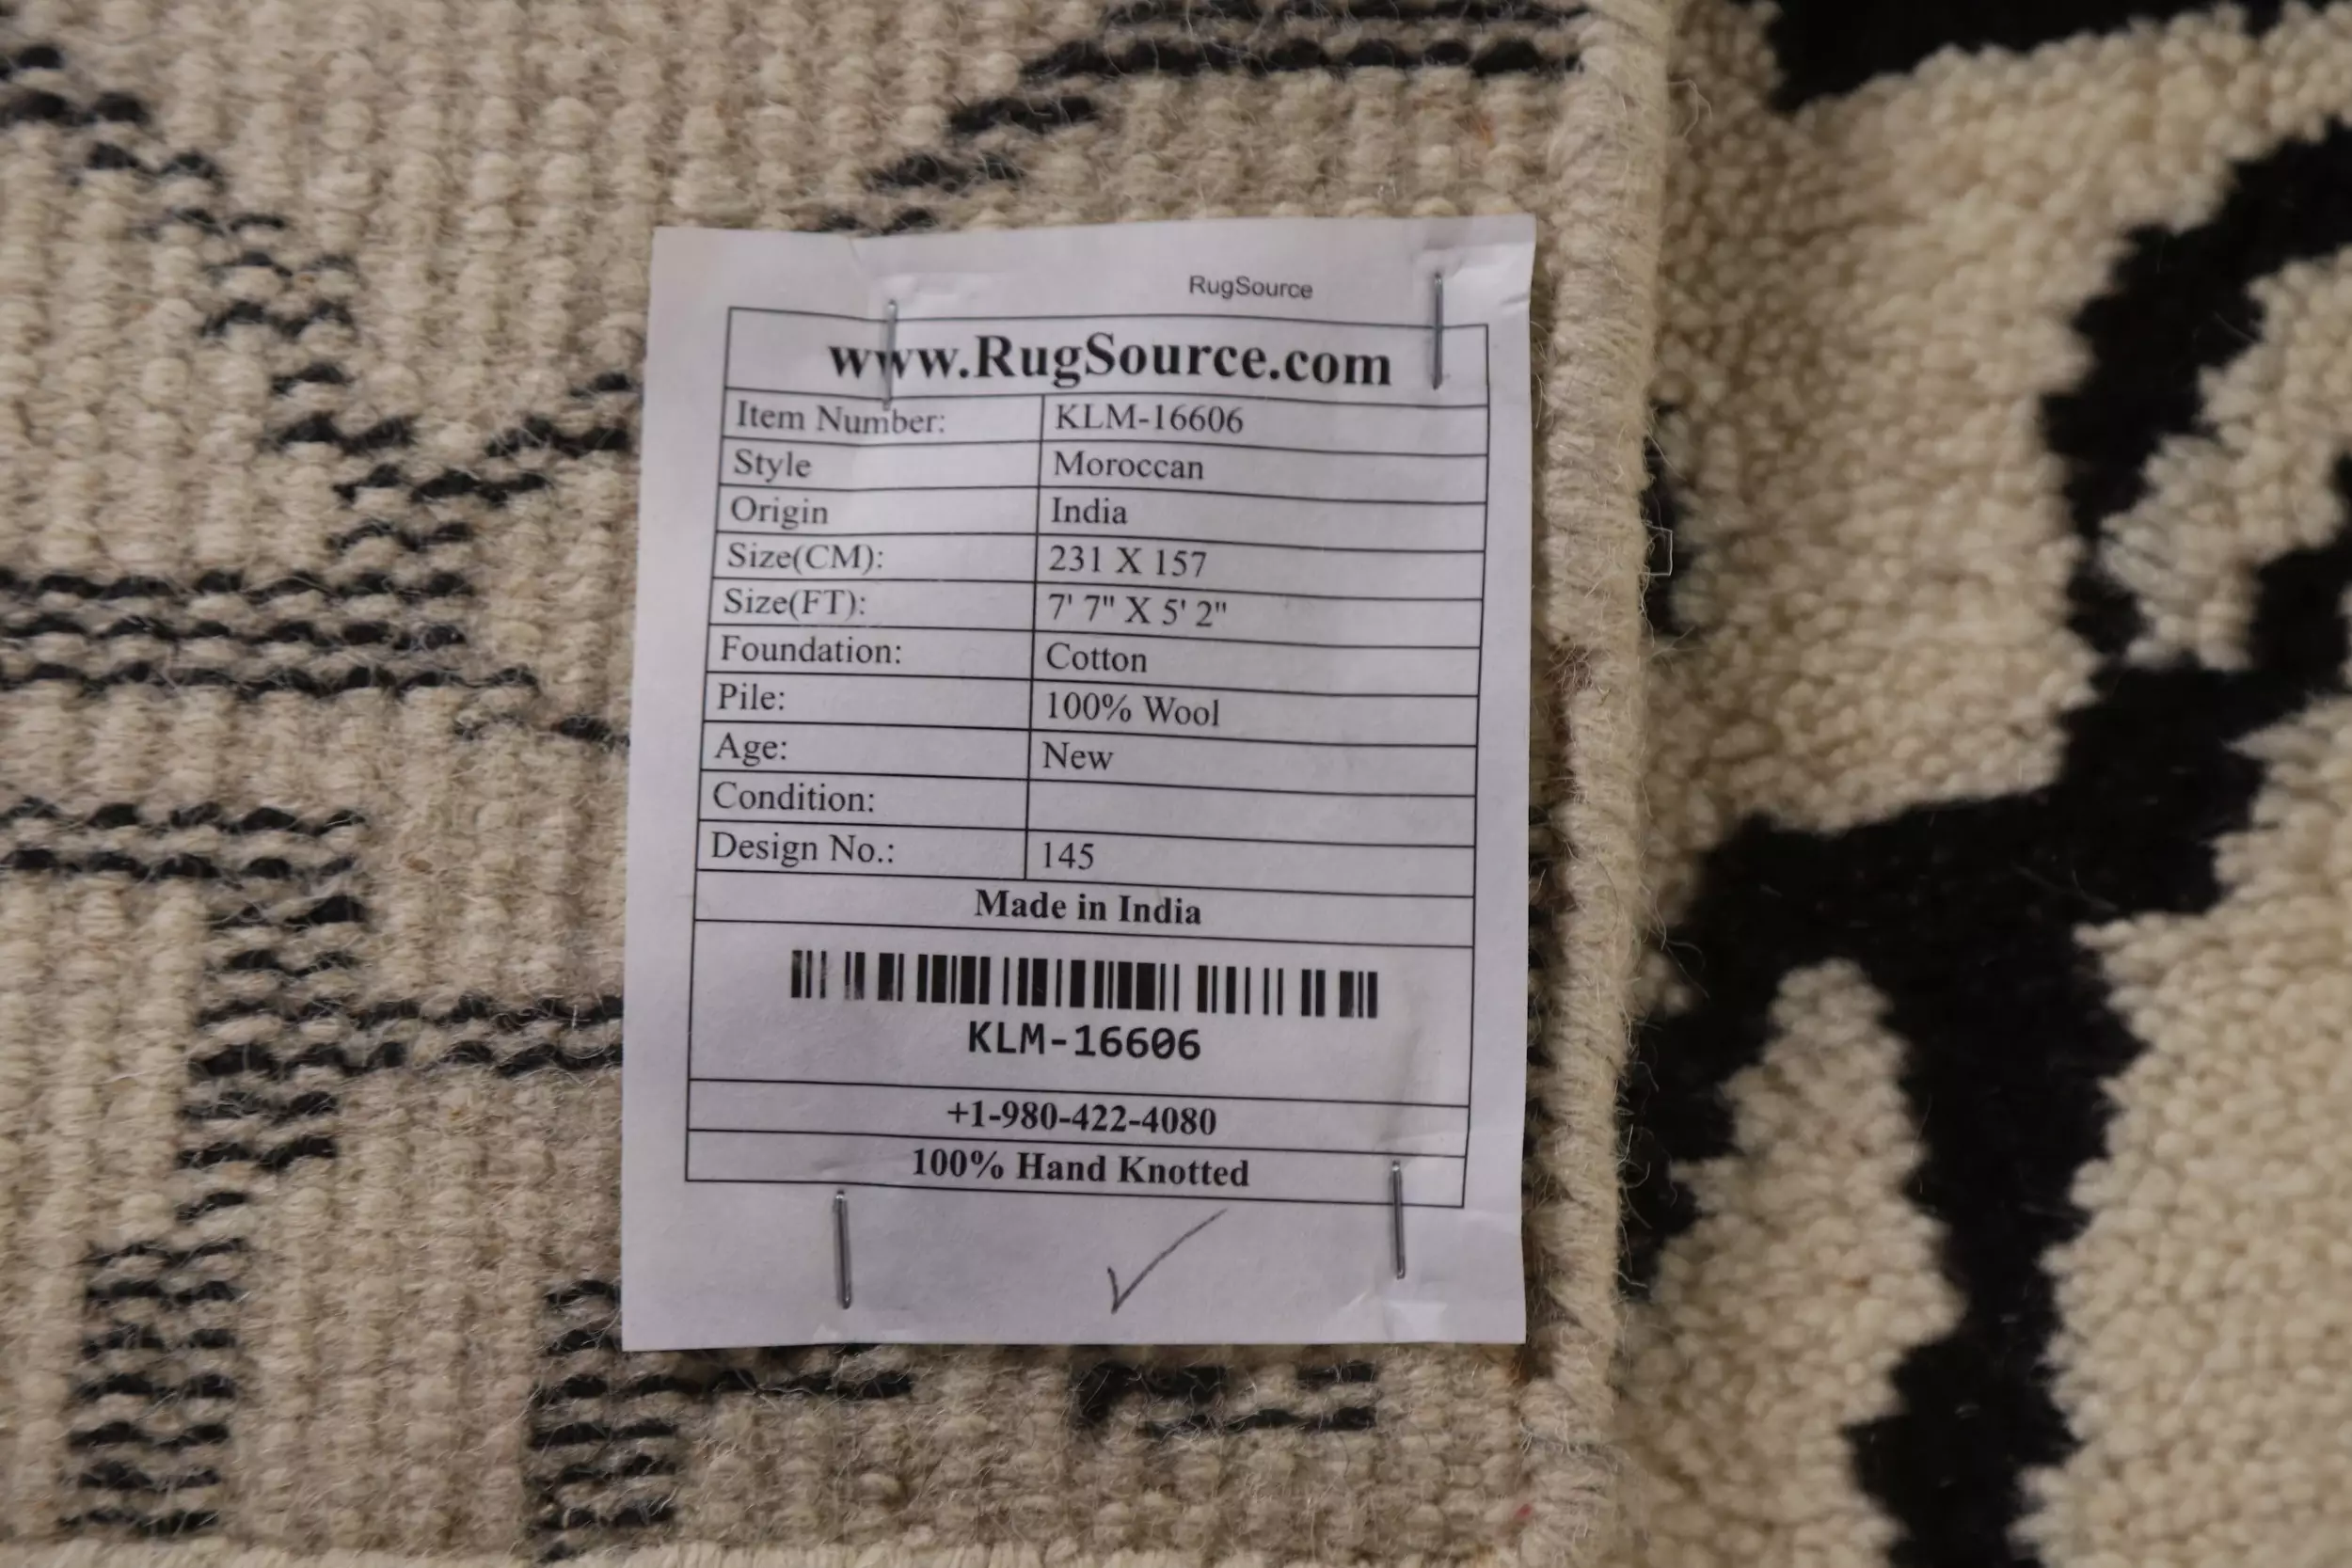 RugSource
www.RugSource.com
Item Number: KLM-16606
Style Moroccan
Origin India
Size(CM): 231 X 157
Size(FT): 7' 7" X 5' 2"
Foundation: Cotton
Pile: 100% Wool
Age: New
Condition:
Design No.: 145
Made in India
KLM-16606
+1-980-422-4080
100% Hand Knotted